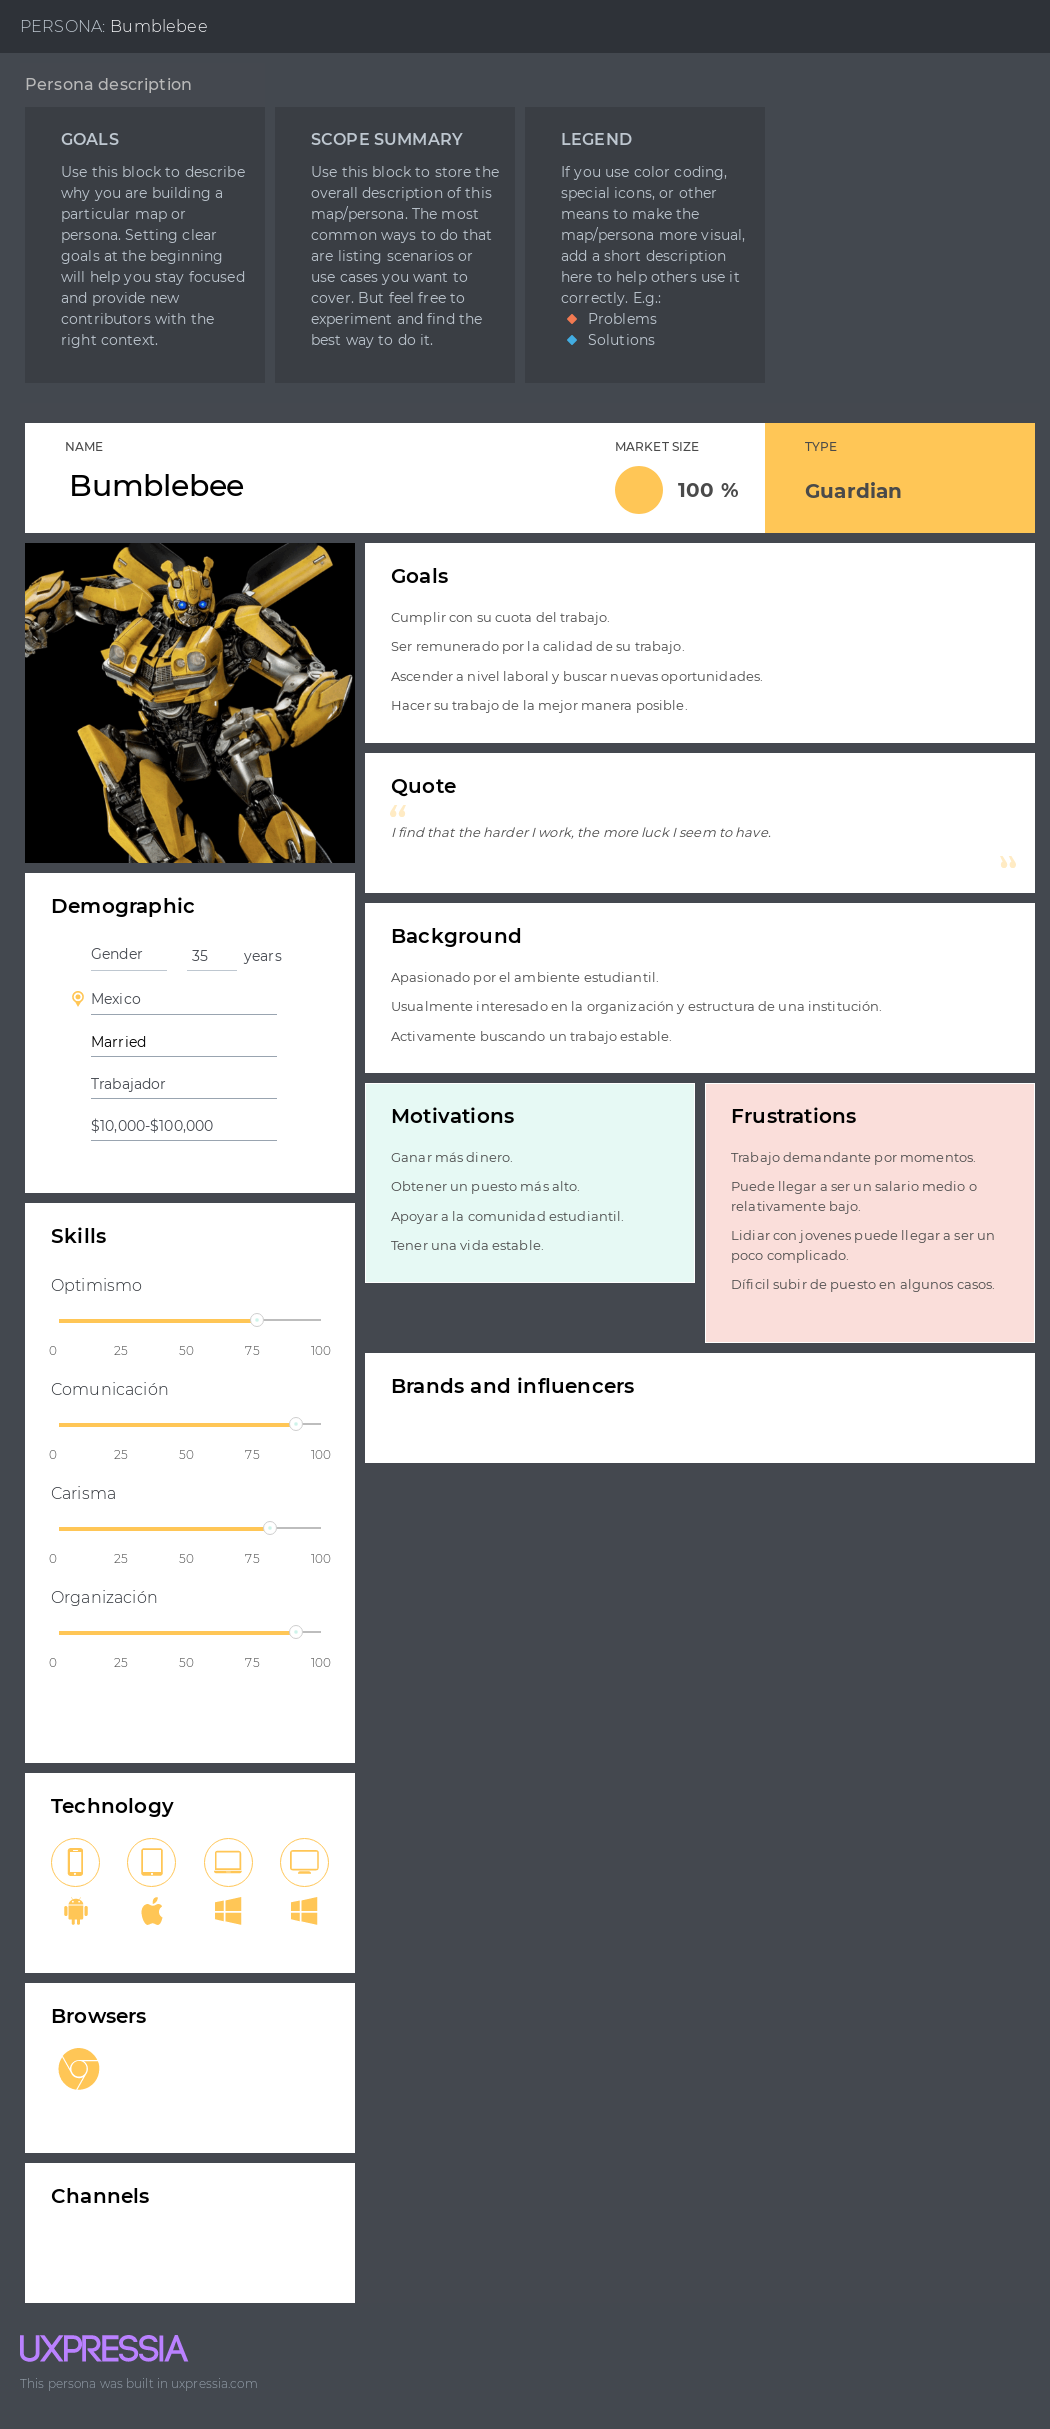 PERSONA: Bumblebee
Persona description
GOALS
Use this block to describe
why you are building a
particular map or
persona. Setting clear
goals at the beginning
will help you stay focused
and provide new
contributors with the
right context.
SCOPE SUMMARY
Use this block to store the
overall description of this
map/persona. The most
common ways to do that
are listing scenarios or
use cases you want to
cover. But feel free to
experiment and find the
best way to do it.
LEGEND
If you use color coding,
special icons, or other
means to make the
map/persona more visual,
add a short description
here to help others use it
correctly. E.g.:
Problems
Solutions
NAME
Bumblebee
MARKET SIZE
100 %
TYPE
Guardian
Goals
Cumplir con su cuota del trabajo.
Ser remunerado por la calidad de su trabajo.
Ascender a nivel laboral y buscar nuevas oportunidades.
Hacer su trabajo de la mejor manera posible.
Quote
“
I find that the harder I work, the more luck I seem to have.
”
Demographic
Gender 35 years
Mexico
Married
Trabajador
$10,000-$100,000
Background
Apasionado por el ambiente estudiantil.
Usualmente interesado en la organización y estructura de una institución.
Activamente buscando un trabajo estable.
Motivations
Ganar más dinero.
Obtener un puesto más alto.
Apoyar a la comunidad estudiantil.
Tener una vida estable.
Frustrations
Trabajo demandante por momentos.
Puede llegar a ser un salario medio o
relativamente bajo.
Lidiar con jovenes puede llegar a ser un
poco complicado.
Díficil subir de puesto en algunos casos.
Skills
Optimismo
0 25 50 75 100
Comunicación
0 25 50 75 100
Carisma
0 25 50 75 100
Organización
0 25 50 75 100
Brands and influencers
Technology
Browsers
Channels
UXPRESSIA
This persona was built in uxpressia.com